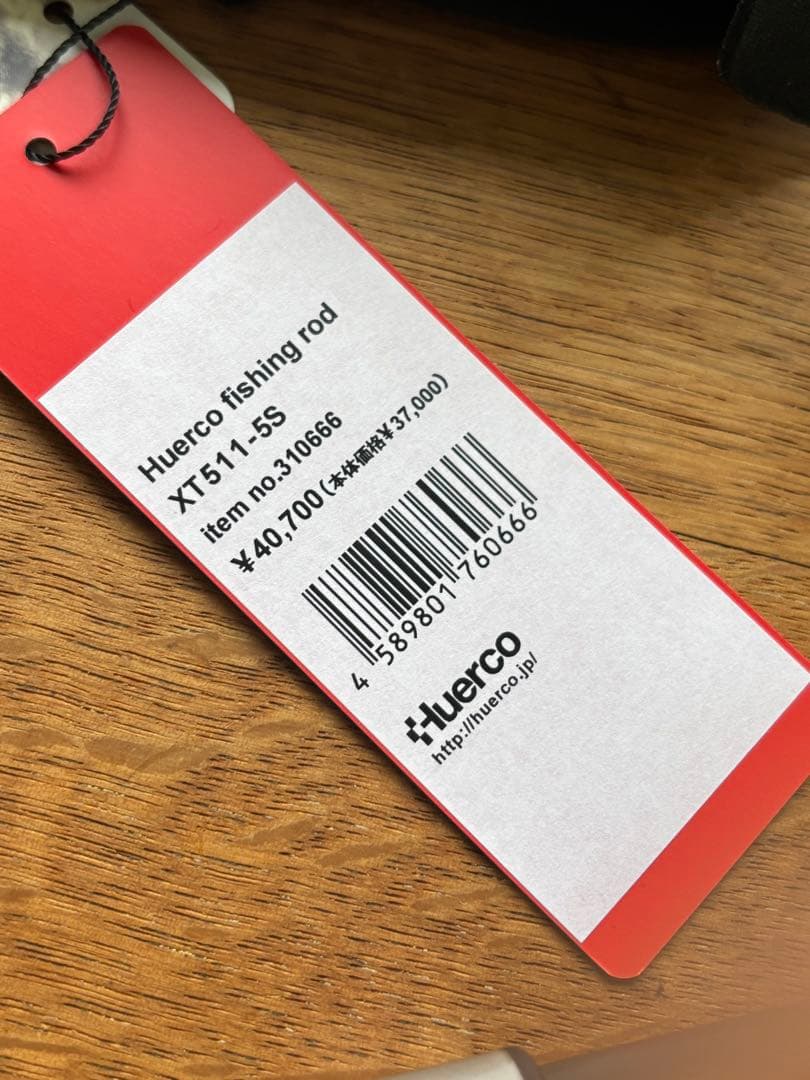 Huerco fishing rod
XT511-5S
item no.310666
¥40,700(本体価格¥37,000)
4 589801 760666
Huerco
http://huerco.jp/